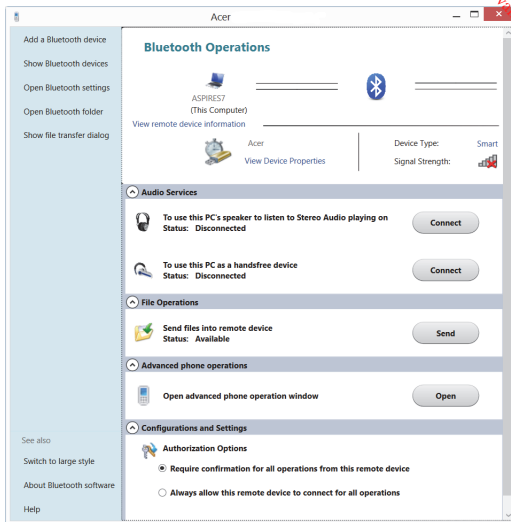 Acer
Add a Bluetooth device
Show Bluetooth devices
Open Bluetooth settings
Open Bluetooth folder
Show file transfer dialog
Bluetooth Operations
ASPIRES7
(This Computer)
View remote device information
Acer
View Device Properties
Device Type: Smart
Signal Strength:
Audio Services
To use this PC's speaker to listen to Stereo Audio playing on
Status: Disconnected
Connect
To use this PC as a handsfree device
Status: Disconnected
Connect
File Operations
Send files into remote device
Status: Available
Send
Advanced phone operations
Open advanced phone operation window
Open
Configurations and Settings
Authorization Options
Require confirmation for all operations from this remote device
Always allow this remote device to connect for all operations
See also
Switch to large style
About Bluetooth software
Help